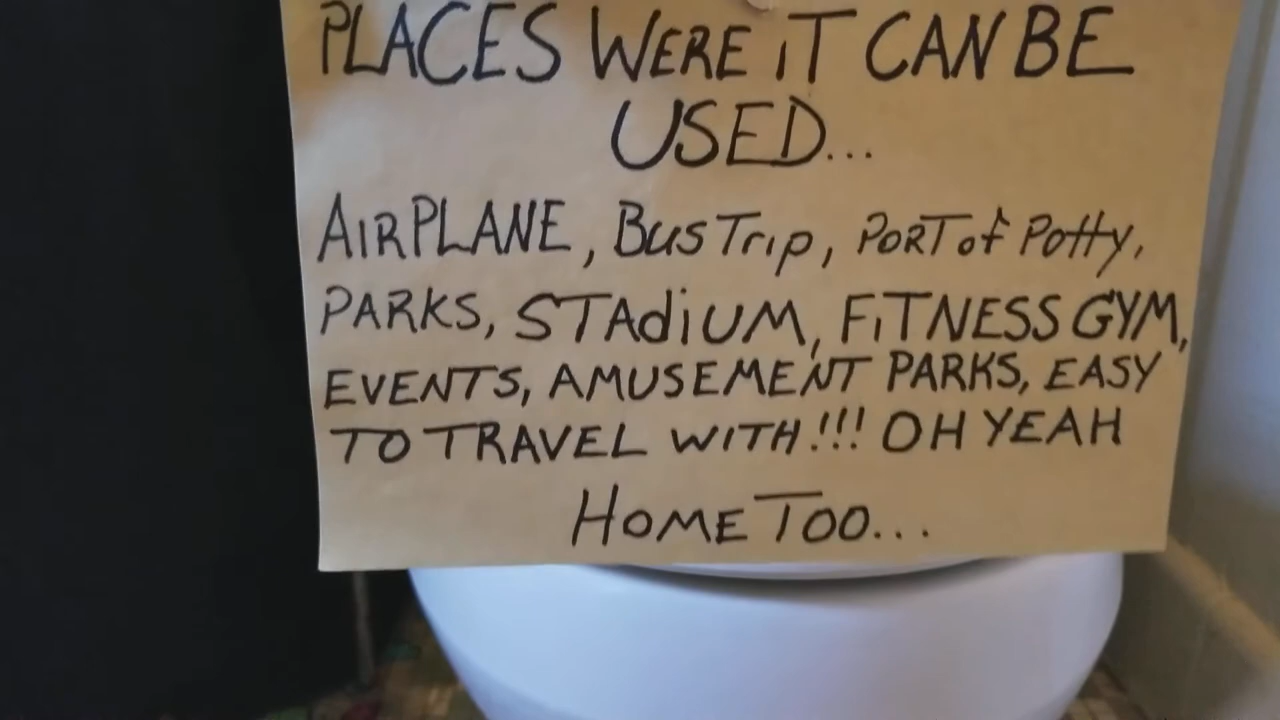 PLACES WERE iT CAN BE
USED...
AIRPLANE, Bus Trip, PORT of Potty,
PARKS, STAdiUM, FiTNESS GYM,
EVENTS, AMUSEMENT PARKS, EASY
TO TRAVEL WITH!!! OH YEAH
HOME TOO...